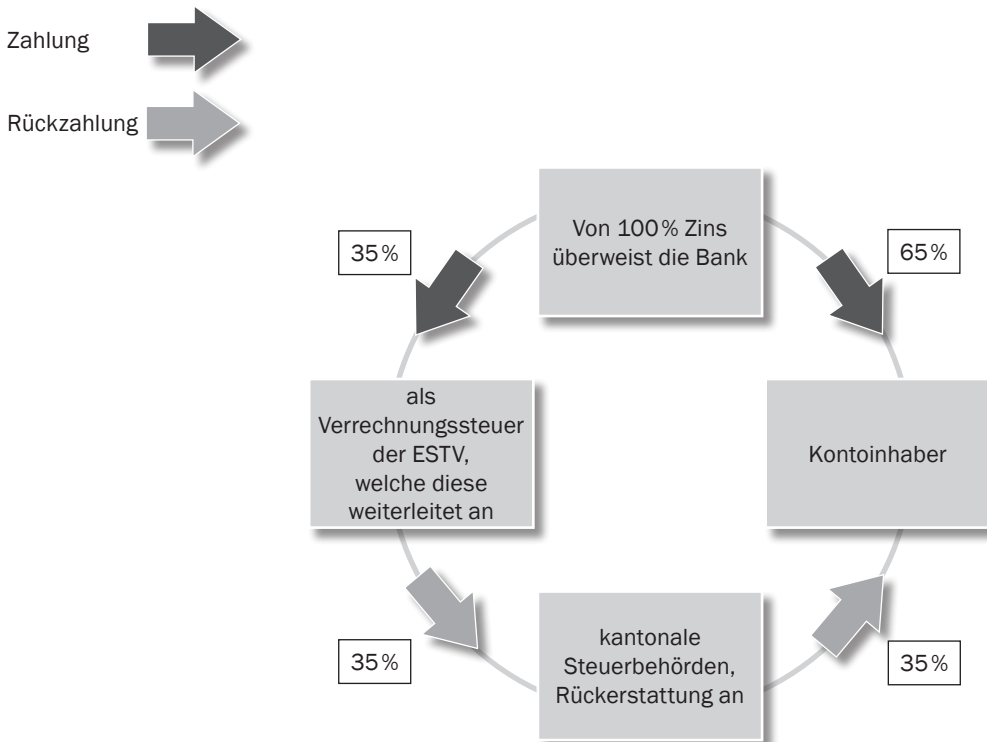 Zahlung
Rückzahlung
Von 100% Zins
überweist die Bank
35%
65%
als
Verrechnungssteuer
der ESTV,
welche diese
weiterleitet an
Kontoinhaber
kantonale
Steuerbehörden,
Rückerstattung an
35%
35%